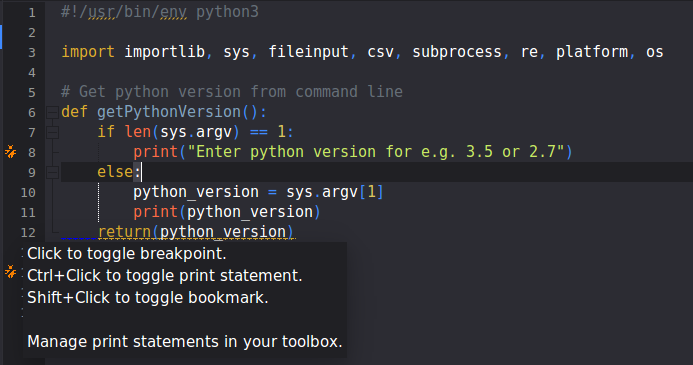 1 #!/usr/bin/env python3
2
3 import importlib, sys, fileinput, csv, subprocess, re, platform, os
4
5 # Get python version from command line
6 def getPythonVersion():
7 if len(sys.argv) == 1:
8 print("Enter python version for e.g. 3.5 or 2.7")
9 else:
10 python_version = sys.argv[1]
11 print(python_version)
12 return(python_version)
Click to toggle breakpoint.
Ctrl+Click to toggle print statement.
Shift+Click to toggle bookmark.
Manage print statements in your toolbox.